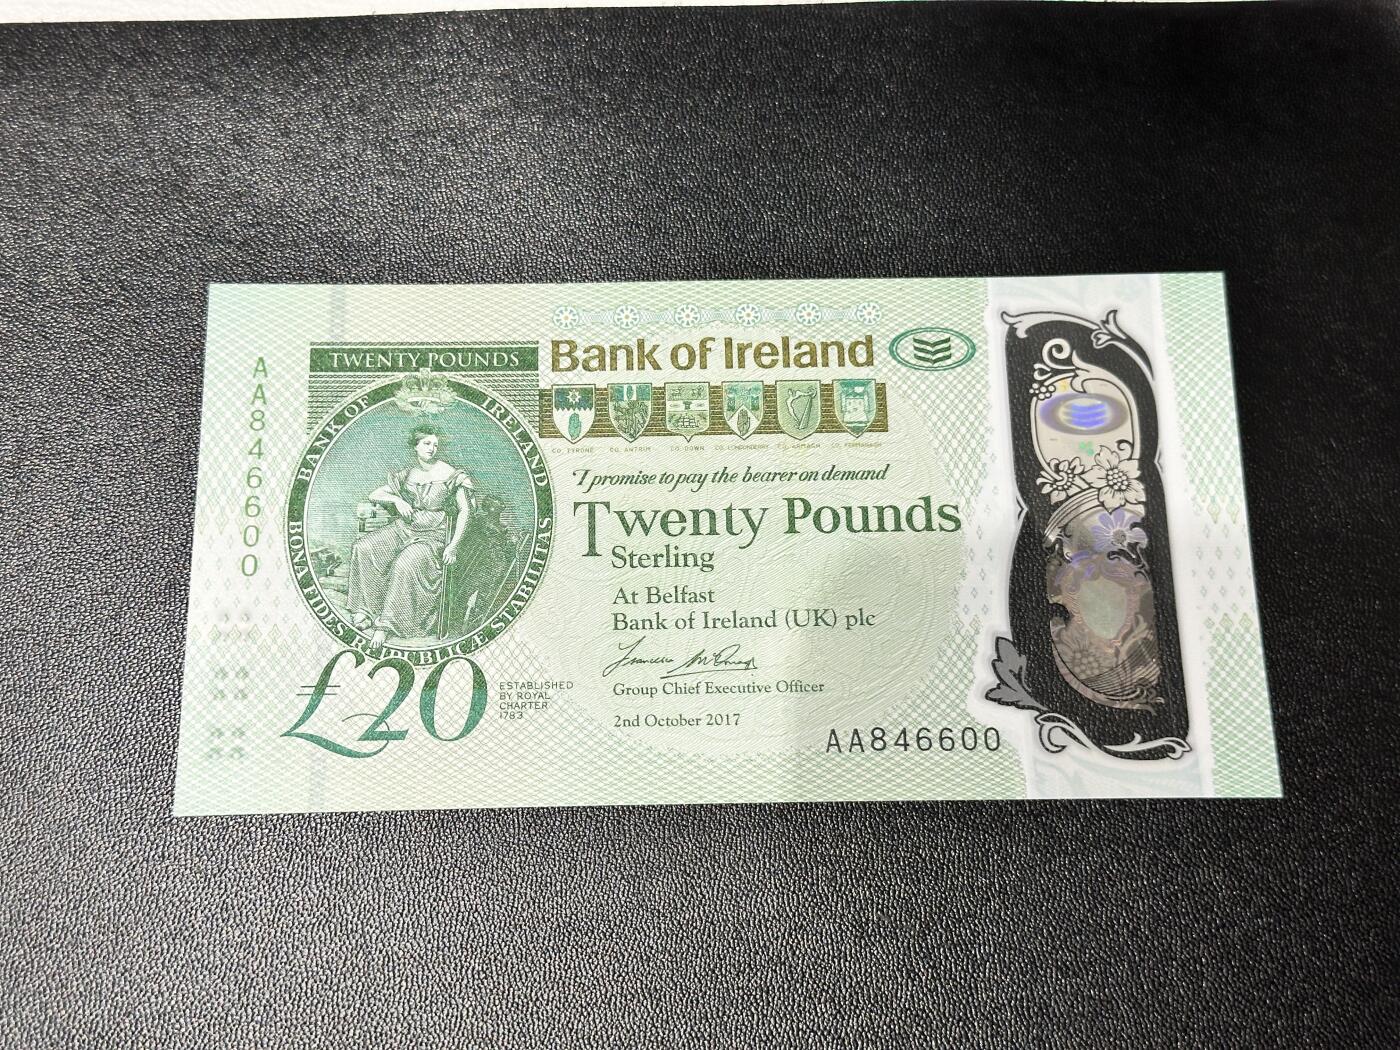 AA846600
TWENTY POUNDS
BANK OF IRELAND
BONA FIDES REIPUBLICÆ STABILITAS
Bank of Ireland
CO. TYRONE CO. ANTRIM CO. DOWN CO. LONDONDERRY CO. ARMAGH CO. FERMANAGH
I promise to pay the bearer on demand
Twenty Pounds
Sterling
At Belfast
Bank of Ireland (UK) plc
Group Chief Executive Officer
2nd October 2017
£20
ESTABLISHED
BY ROYAL
CHARTER
1783
AA846600